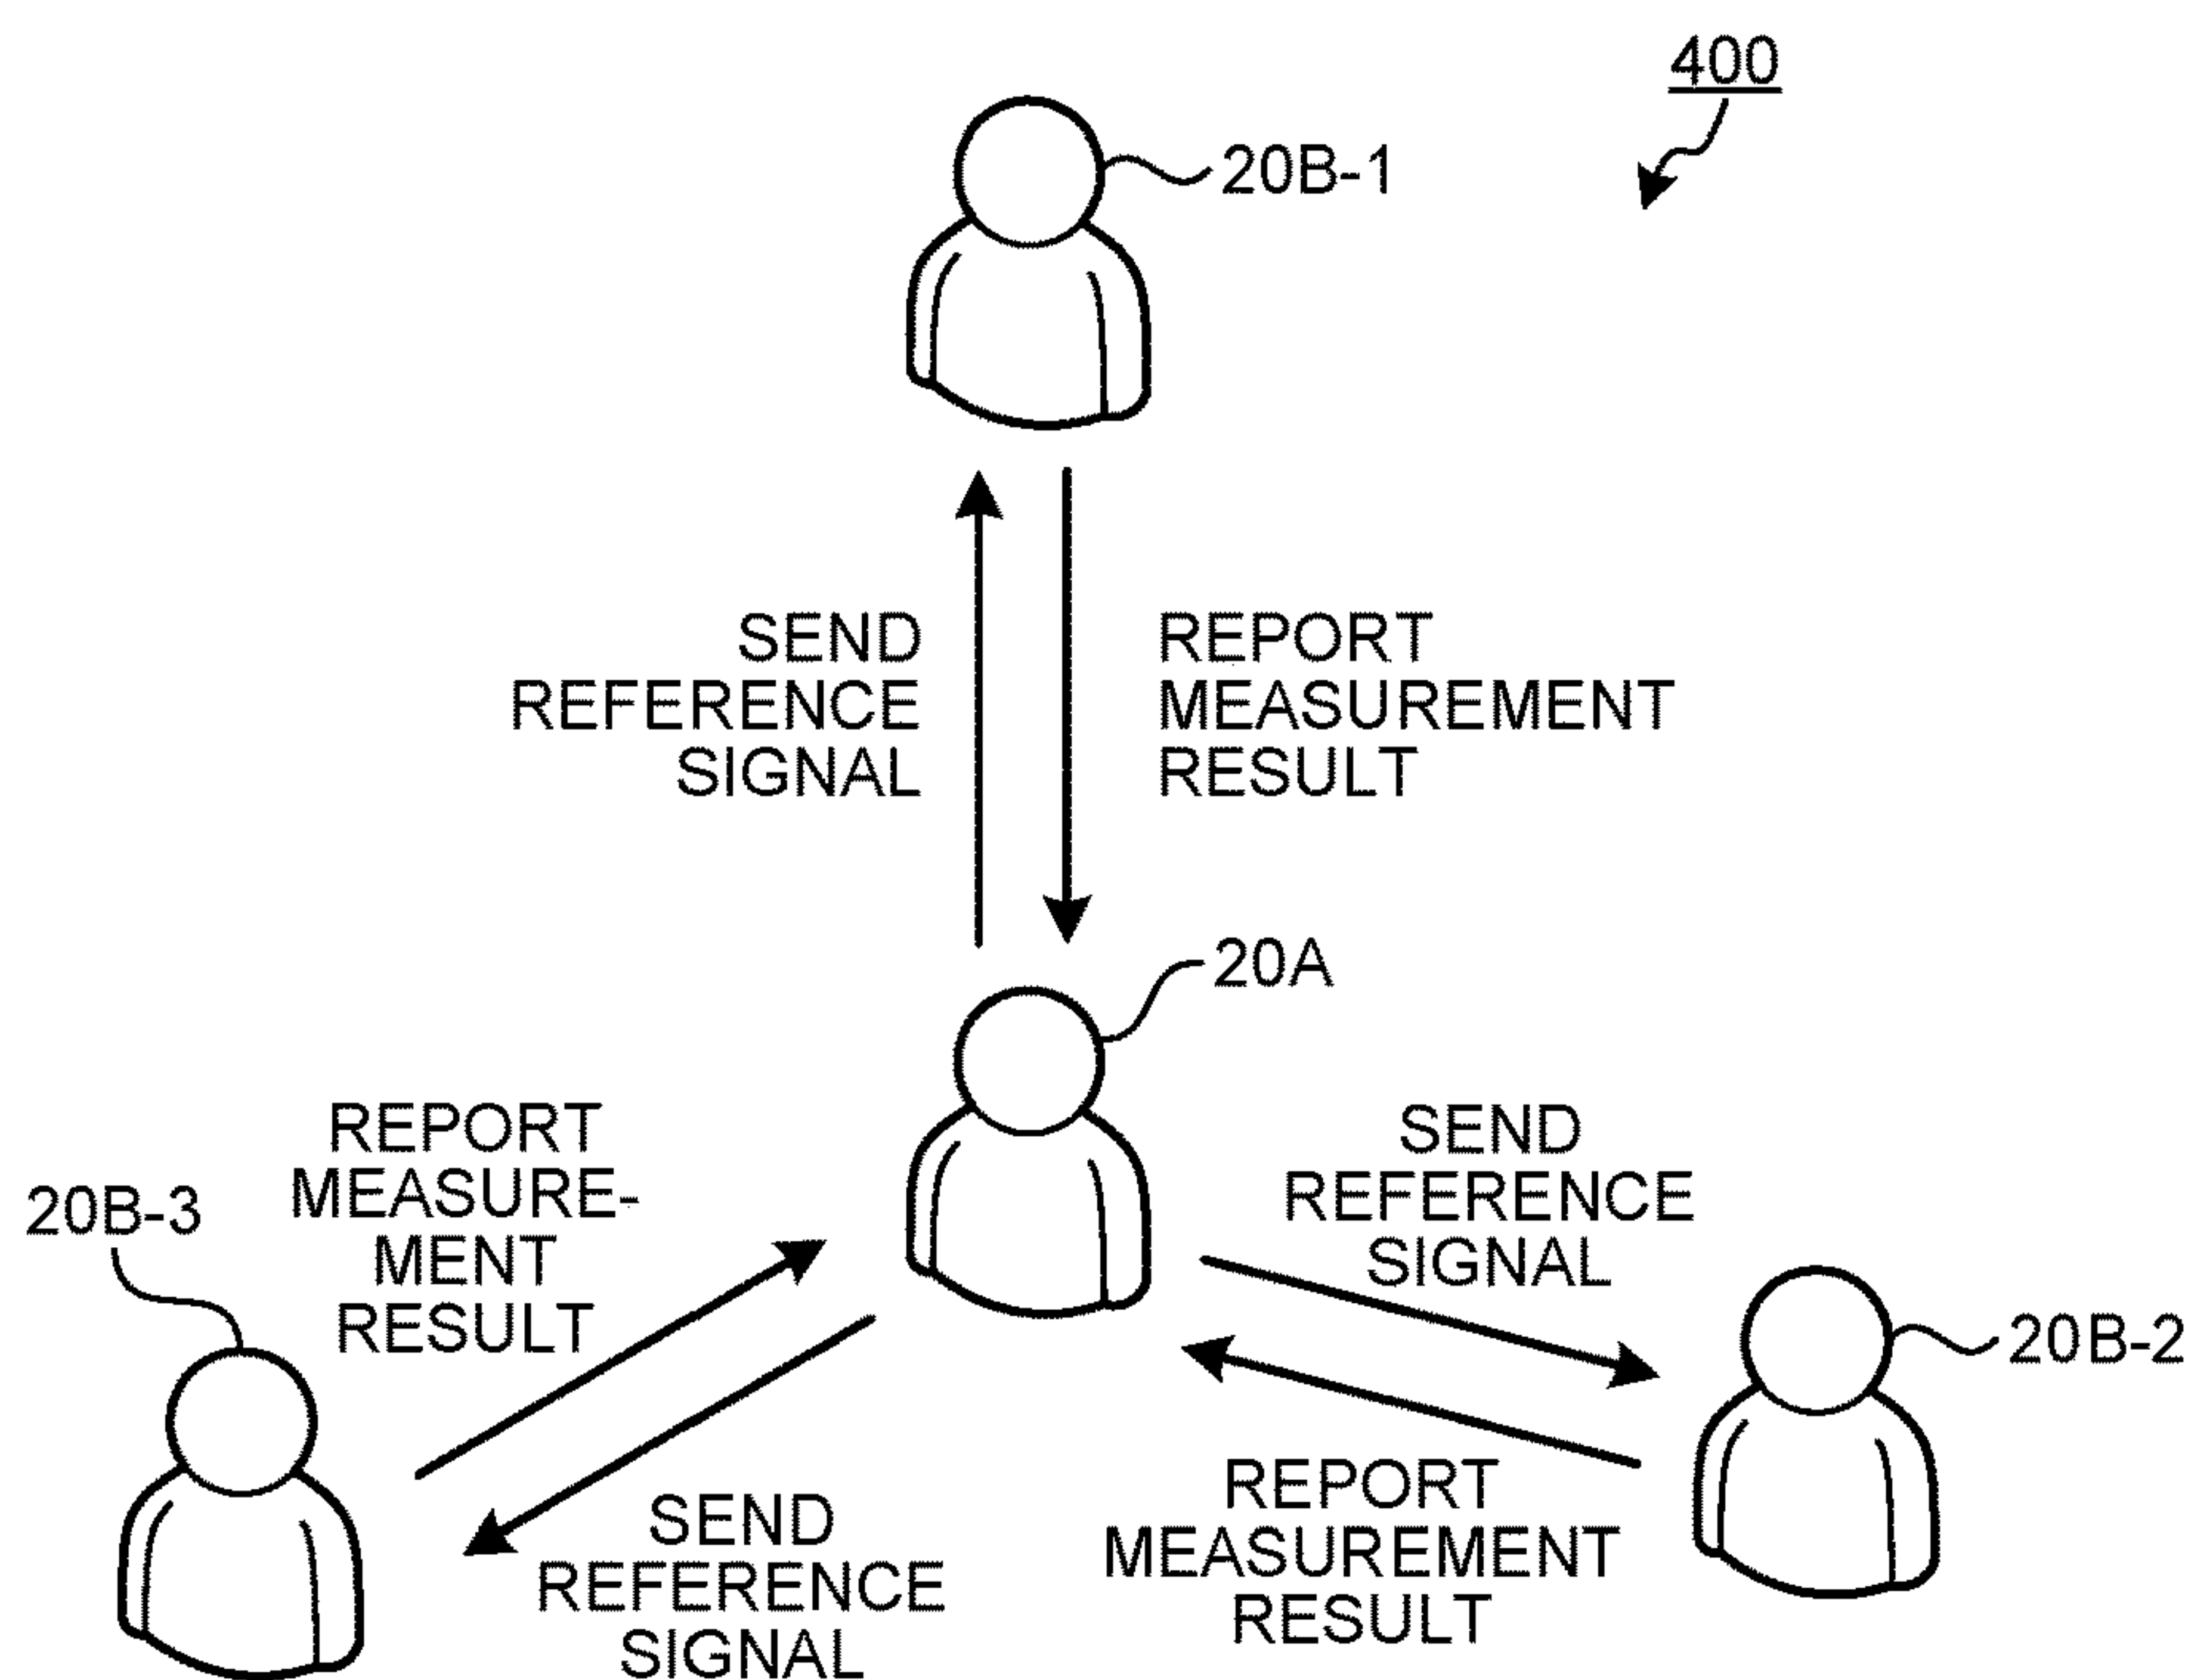 400
20B-1
SEND
REFERENCE
SIGNAL
REPORT
MEASUREMENT
RESULT
20A
REPORT
MEASURE-
MENT
RESULT
20B-3
SEND
REFERENCE
SIGNAL
20B-2
SEND
REFERENCE
SIGNAL
REPORT
MEASUREMENT
RESULT